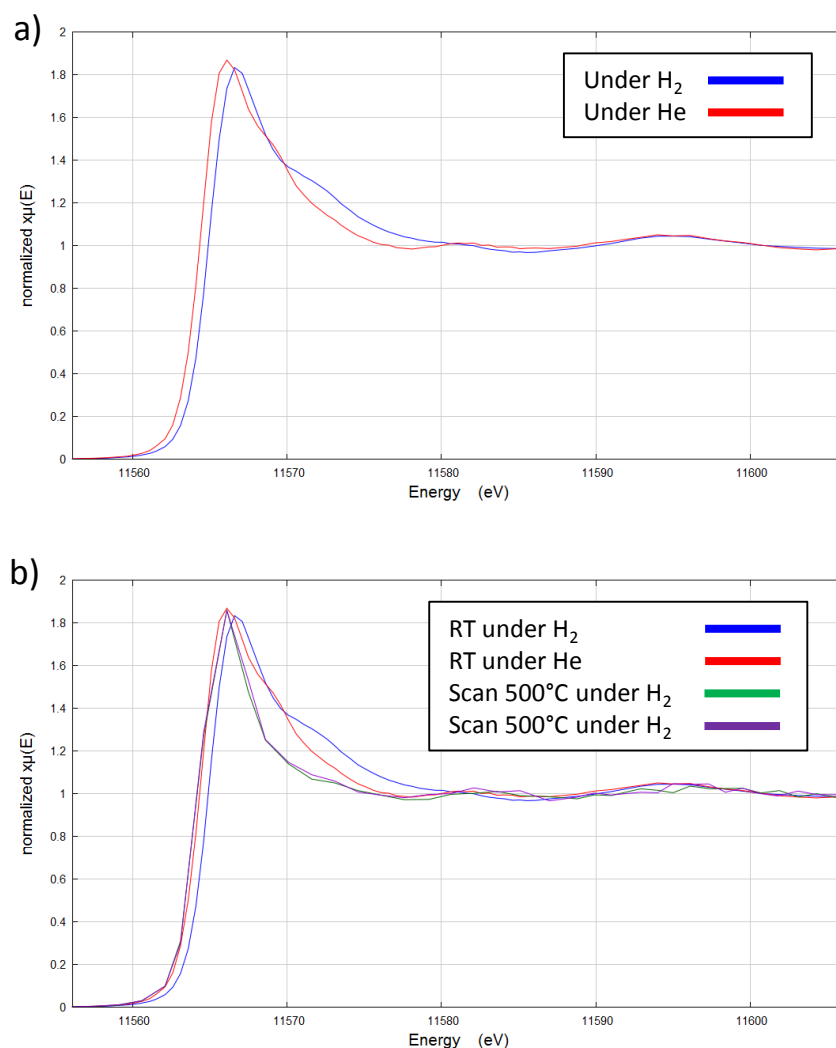 a)
2
1.8
1.6
1.4
1.2
1
0.8
0.6
0.4
0.2
0
normalized xμ(E)
Under H₂
Under He
11560
11570
11580
11590
11600
Energy (eV)
b)
2
1.8
1.6
1.4
1.2
1
0.8
0.6
0.4
0.2
0
normalized xμ(E)
RT under H₂
RT under He
Scan 500°C under H₂
Scan 500°C under H₂
11560
11570
11580
11590
11600
Energy (eV)